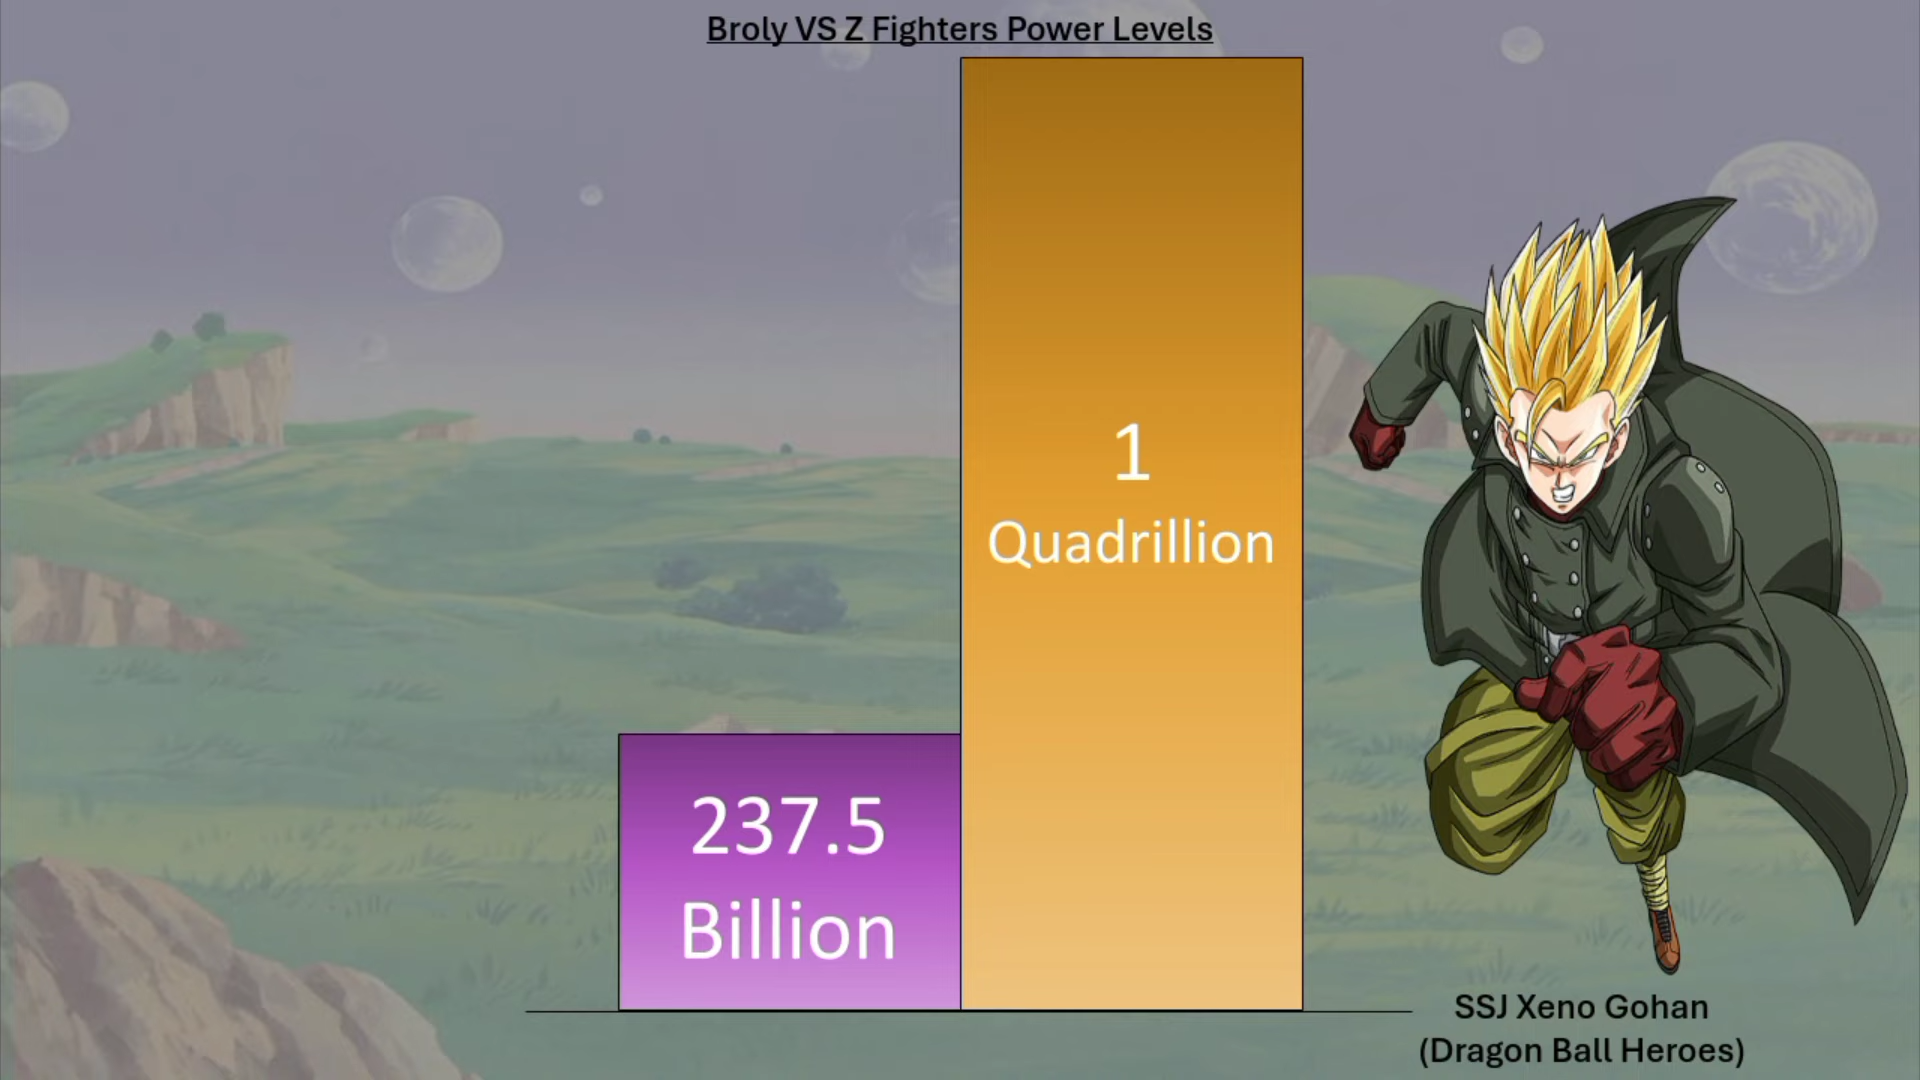 Broly VS Z Fighters Power Levels
1
Quadrillion
237.5
Billion
SSJ Xeno Gohan
(Dragon Ball Heroes)